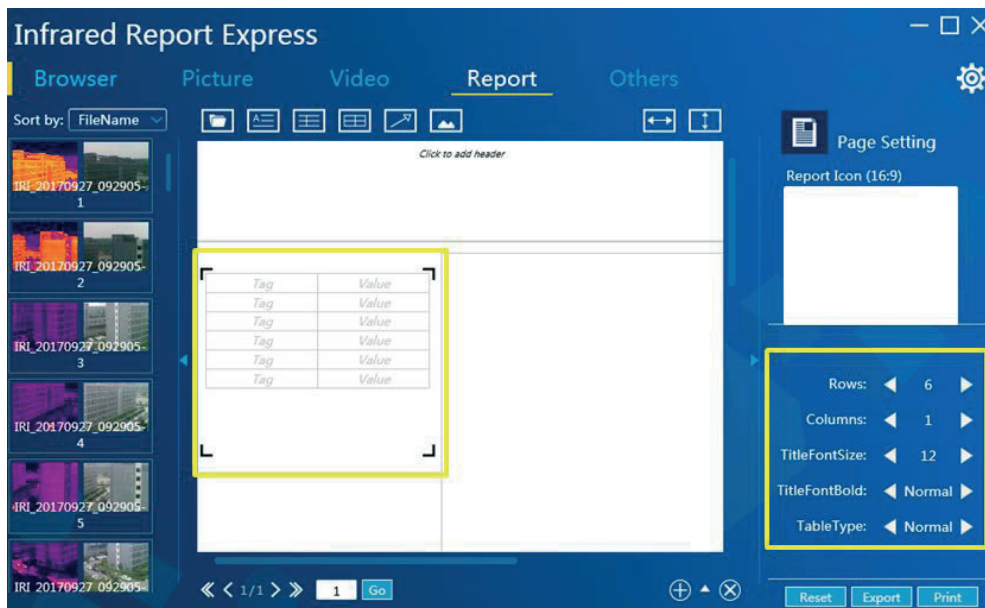 Infrared Report Express
Browser Picture Video Report Others
Sort by: FileName
IRI_20170927_092905-
1
IRI_20170927_092905-
2
IRI_20170927_092905-
3
IRI_20170927_092905-
4
IRI_20170927_092905-
5
IRI_20170927_092905-
Click to add header
Tag Value
Tag Value
Tag Value
Tag Value
Tag Value
Tag Value
« < 1/1 > » 1 Go
Page Setting
Report Icon (16:9)
Rows: 6
Columns: 1
TitleFontSize: 12
TitleFontBold: Normal
TableType: Normal
Reset Export Print